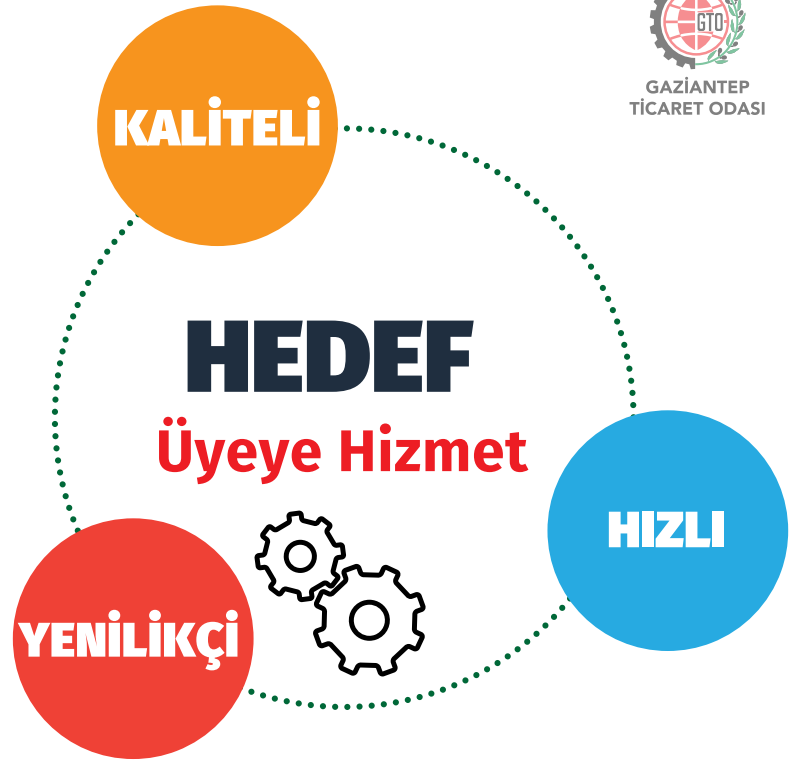 GTO
GAZİANTEP
TİCARET ODASI
KALİTELİ
HEDEF
Üyeye Hizmet
HIZLI
YENİLİKÇİ